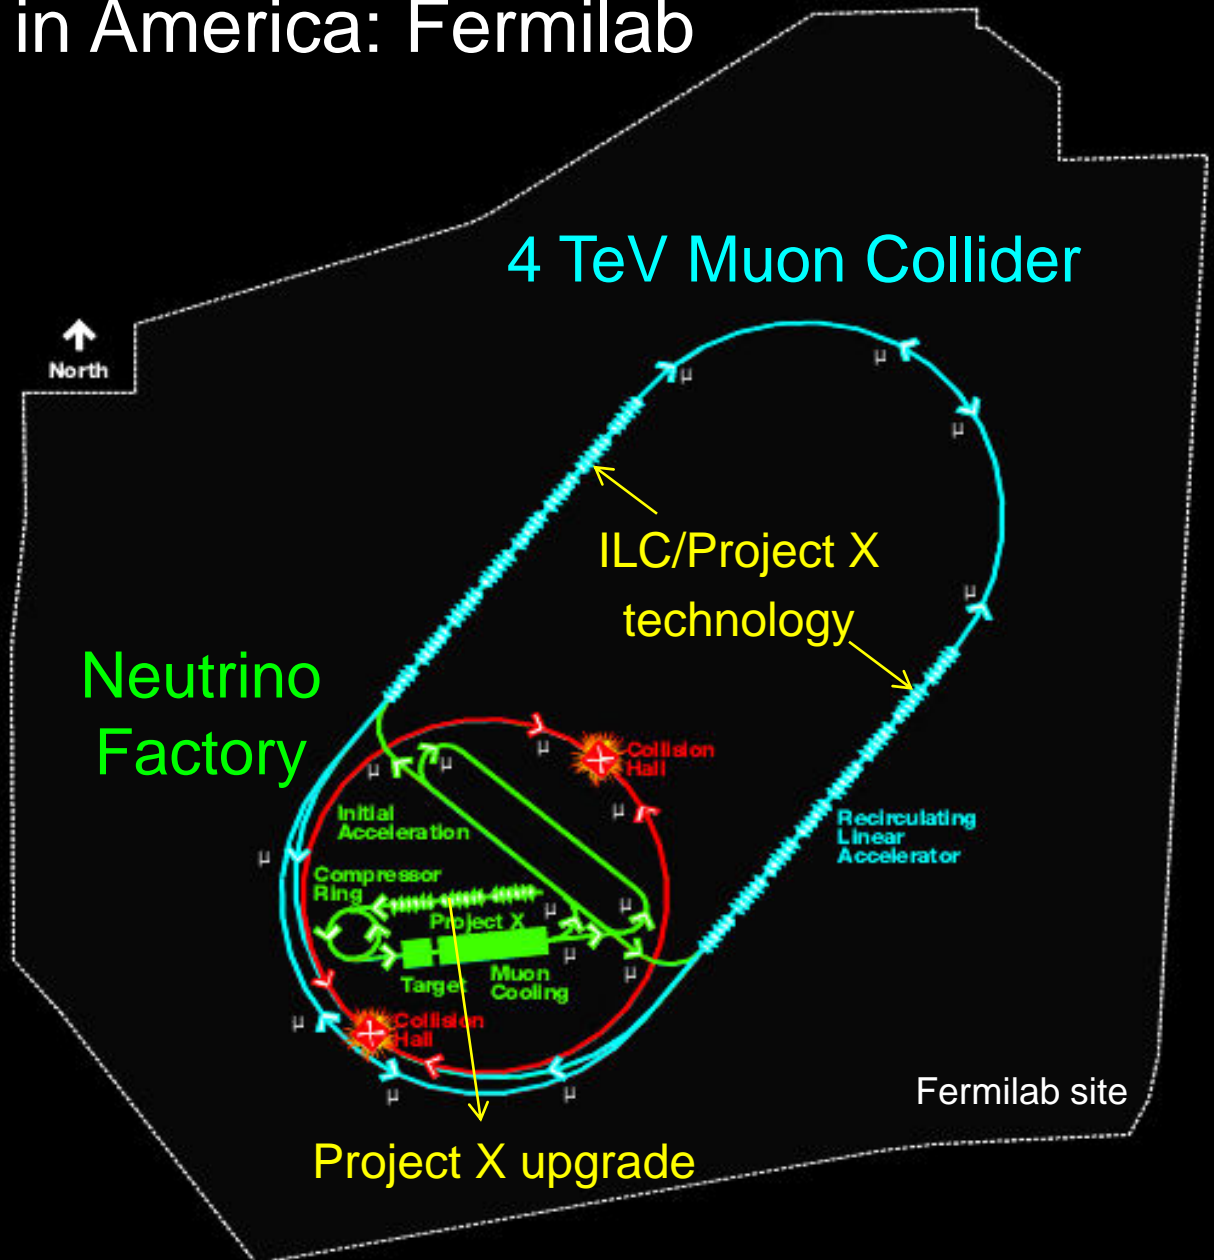 in America: Fermilab
4 TeV Muon Collider
North
μ
μ
μ
ILC/Project X
technology
μ
Neutrino
Factory
μ
μ
μ
Collision
Hall
μ
Initial
Acceleration
Recirculating
Linear
Accelerator
μ
Compressor
Ring
Project X
μ
μ
μ
μ
Target
Muon
Cooling
μ
Collision
Hall
μ
μ
Fermilab site
Project X upgrade